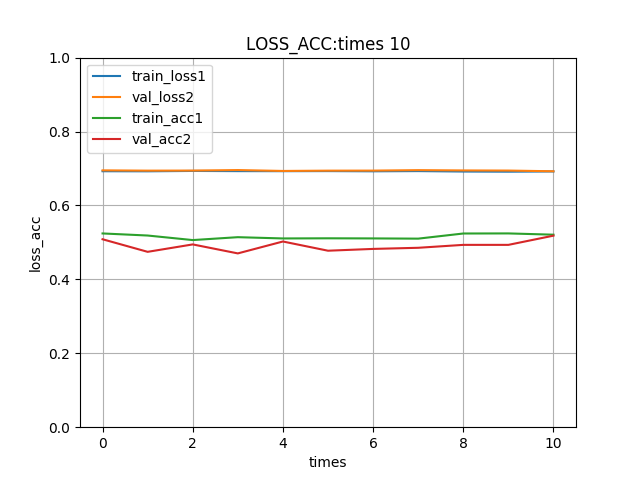 LOSS_ACC:times 10
1.0
0.8
0.6
0.4
0.2
0.0
loss_acc
train_loss1
val_loss2
train_acc1
val_acc2
0 2 4 6 8 10
times